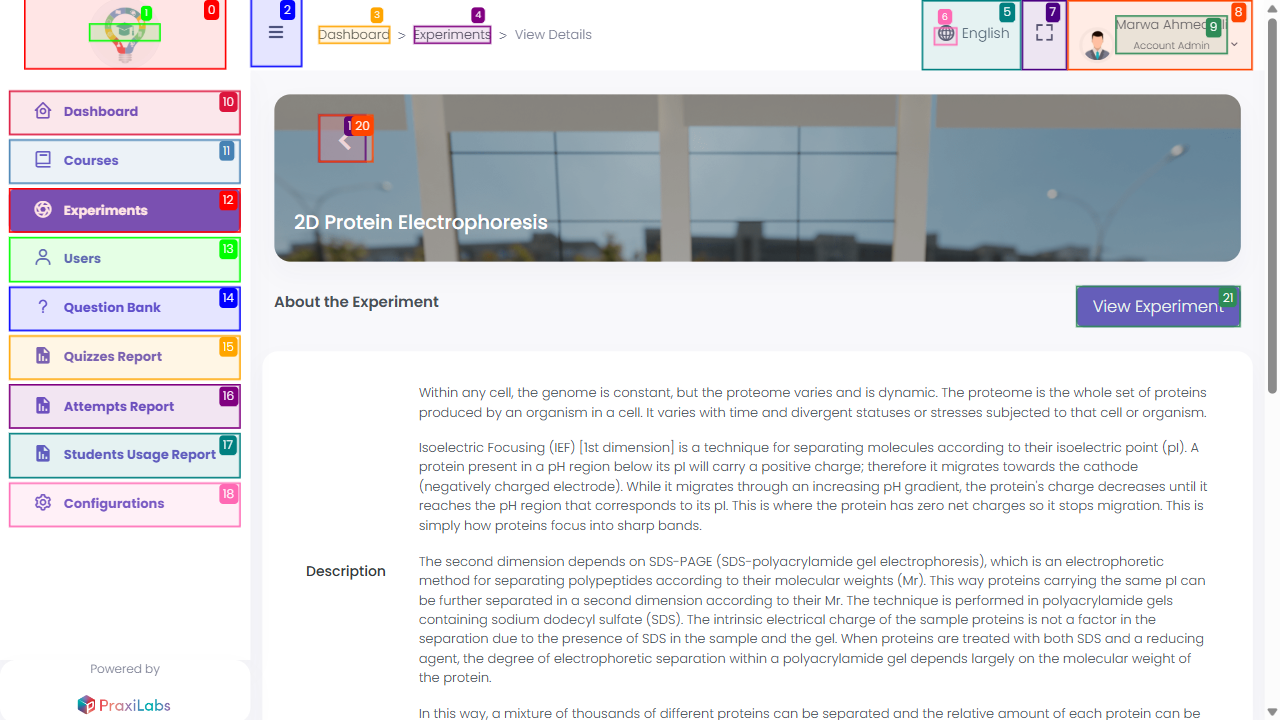 Dashboard > Experiments > View Details
English
Marwa Ahmed
Account Admin
Dashboard
Courses
Experiments
Users
Question Bank
Quizzes Report
Attempts Report
Students Usage Report
Configurations
Powered by
PraxiLabs
2D Protein Electrophoresis
About the Experiment
View Experiment
Description
Within any cell, the genome is constant, but the proteome varies and is dynamic. The proteome is the whole set of proteins
produced by an organism in a cell. It varies with time and divergent statuses or stresses subjected to that cell or organism.
Isoelectric Focusing (IEF) [1st dimension] is a technique for separating molecules according to their isoelectric point (pI). A
protein present in a pH region below its pI will carry a positive charge; therefore it migrates towards the cathode
(negatively charged electrode). While it migrates through an increasing pH gradient, the protein's charge decreases until it
reaches the pH region that corresponds to its pI. This is where the protein has zero net charges so it stops migration. This is
simply how proteins focus into sharp bands.
The second dimension depends on SDS-PAGE (SDS-polyacrylamide gel electrophoresis), which is an electrophoretic
method for separating polypeptides according to their molecular weights (Mr). This way proteins carrying the same pI can
be further separated in a second dimension according to their Mr. The technique is performed in polyacrylamide gels
containing sodium dodecyl sulfate (SDS). The intrinsic electrical charge of the sample proteins is not a factor in the
separation due to the presence of SDS in the sample and the gel. When proteins are treated with both SDS and a reducing
agent, the degree of electrophoretic separation within a polyacrylamide gel depends largely on the molecular weight of
the protein.
In this way, a mixture of thousands of different proteins can be separated and the relative amount of each protein can be
0
1
2
3
4
5
6
7
8
9
10
11
12
13
14
15
16
17
18
20
21